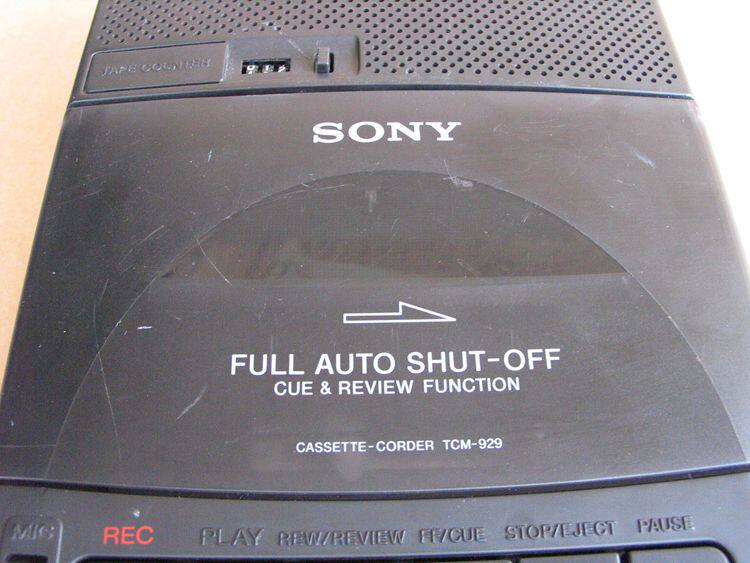 TAPE COUNTER
SONY
FULL AUTO SHUT-OFF
CUE & REVIEW FUNCTION
CASSETTE-CORDER TCM-929
MIC REC PLAY REW/REVIEW FF/CUE STOP/EJECT PAUSE